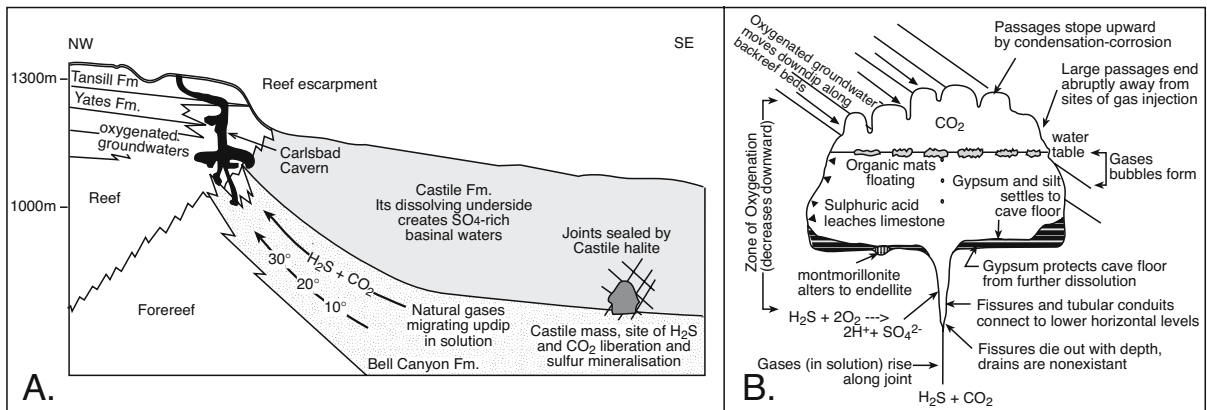 NW
SE
1300m
Tansill Fm
Reef escarpment
Yates Fm.
oxygenated
groundwaters
Carlsbad
Cavern
Reef
1000m
Castile Fm.
Its dissolving underside
creates SO4-rich
basinal waters
Joints sealed by
Castile halite
H2S + CO2
30°
20°
10°
Forereef
Natural gases
migrating updip
in solution
Castile mass, site of H2S
and CO2 liberation and
sulfur mineralisation
Bell Canyon Fm.
A.
Oxygenated groundwater
moves downdip along
backreef beds
Passages stope upward
by condensation-corrosion
Large passages end
abruptly away from
sites of gas injection
CO2
water
table
Gases
bubbles form
Organic mats
floating
Zone of Oxygenation
(decreases downward)
Gypsum and silt
settles to
cave floor
Sulphuric acid
leaches limestone
montmorillonite
alters to endellite
Gypsum protects cave floor
from further dissolution
H2S + 2O2 --->
2H+ + SO42-
Fissures and tubular conduits
connect to lower horizontal levels
Fissures die out with depth,
drains are nonexistant
Gases (in solution) rise
along joint
H2S + CO2
B.